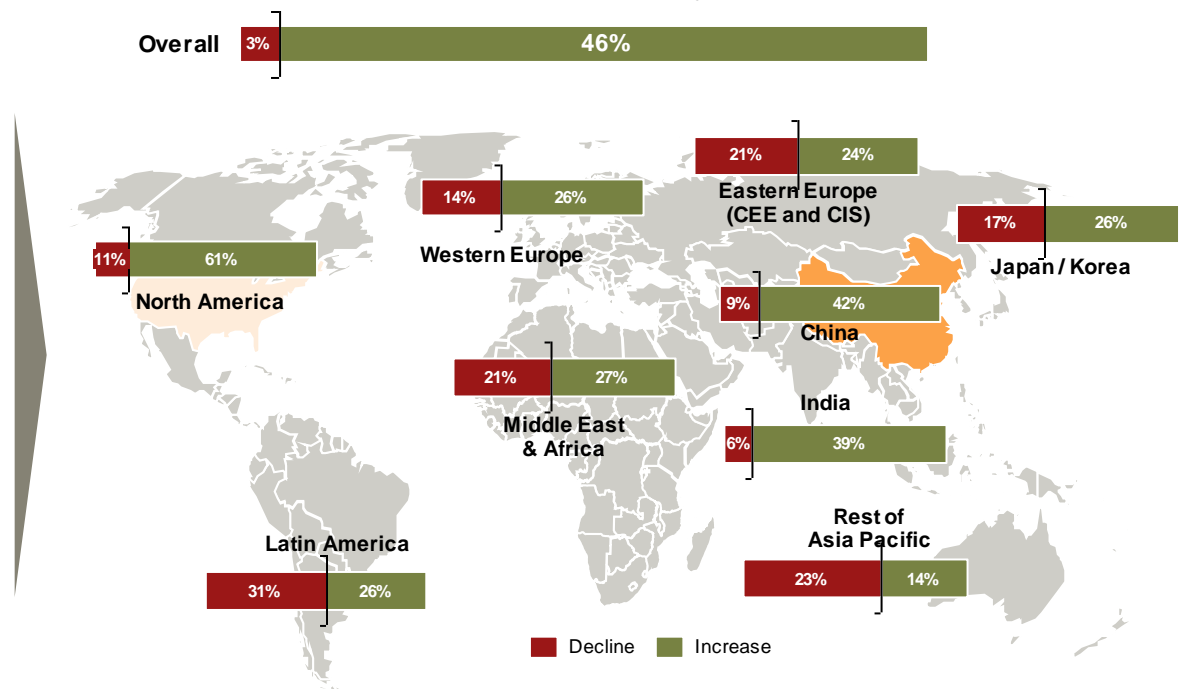 Overall
3%
46%
21%
24%
Eastern Europe
(CEE and CIS)
14%
26%
Western Europe
17%
26%
Japan / Korea
11%
61%
North America
9%
42%
China
21%
27%
Middle East
& Africa
India
6%
39%
Rest of
Asia Pacific
23%
14%
Latin America
31%
26%
Decline
Increase